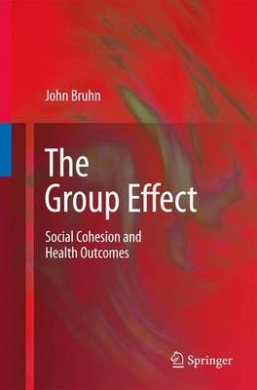 John Bruhn
The
Group Effect
Social Cohesion and
Health Outcomes
Springer